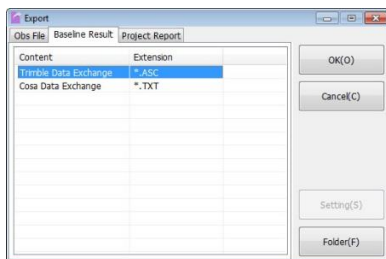 Export
Obs File Baseline Result Project Report
Content Extension
Trimble Data Exchange *.ASC
Cosa Data Exchange *.TXT
OK(O)
Cancel(C)
Setting(S)
Folder(F)